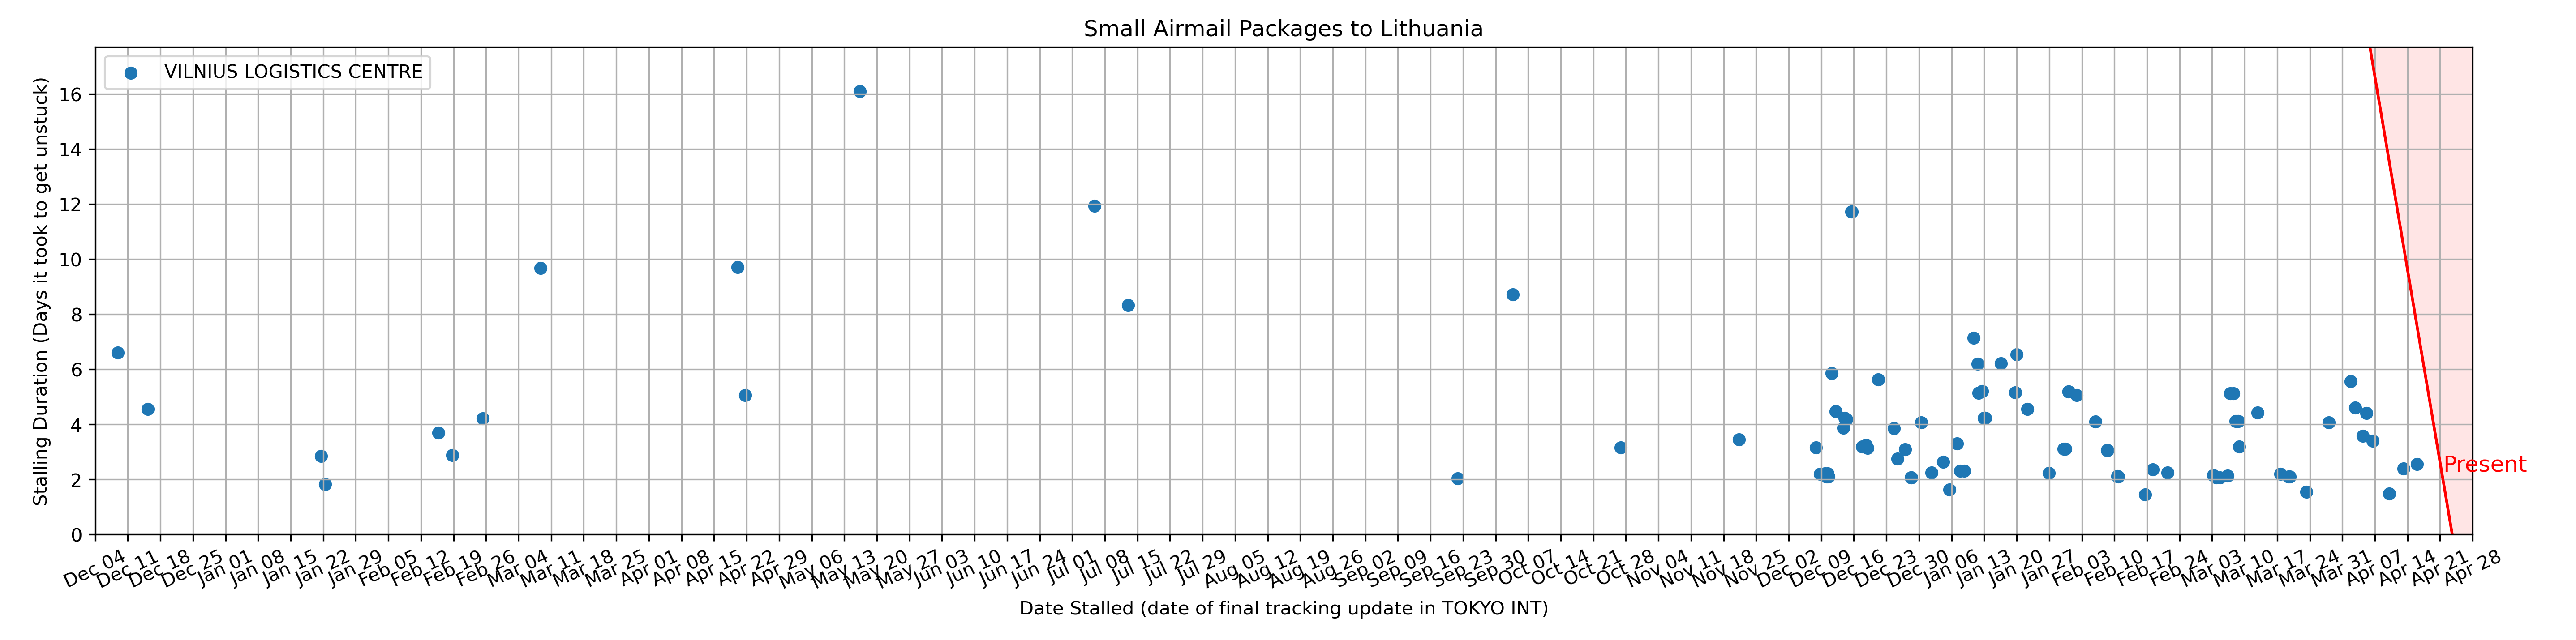 Small Airmail Packages to Lithuania
VILNIUS LOGISTICS CENTRE
Stalling Duration (Days it took to get unstuck)
16
14
12
10
8
6
4
2
0
Present
Dec 04 Dec 11 Dec 18 Dec 25 Jan 01 Jan 08 Jan 15 Jan 22 Jan 29 Feb 05 Feb 12 Feb 19 Feb 26 Mar 04 Mar 11 Mar 18 Mar 25 Apr 01 Apr 08 Apr 15 Apr 22 Apr 29 May 06 May 13 May 20 May 27 Jun 03 Jun 10 Jun 17 Jun 24 Jul 01 Jul 08 Jul 15 Jul 22 Jul 29 Aug 05 Aug 12 Aug 19 Aug 26 Sep 02 Sep 09 Sep 16 Sep 23 Sep 30 Oct 07 Oct 14 Oct 21 Oct 28 Nov 04 Nov 11 Nov 18 Nov 25 Dec 02 Dec 09 Dec 16 Dec 23 Dec 30 Jan 06 Jan 13 Jan 20 Jan 27 Feb 03 Feb 10 Feb 17 Feb 24 Mar 03 Mar 10 Mar 17 Mar 24 Mar 31 Apr 07 Apr 14 Apr 21 Apr 28
Date Stalled (date of final tracking update in TOKYO INT)